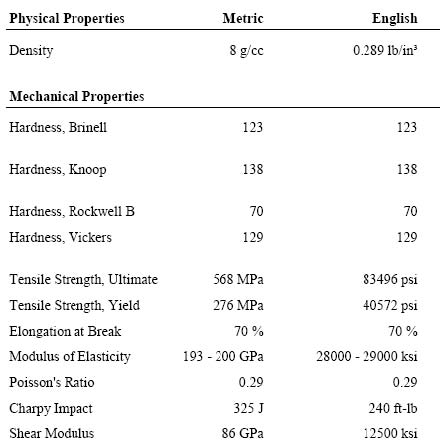 Physical Properties Metric English
Density 8 g/cc 0.289 lb/in³
Mechanical Properties
Hardness, Brinell 123 123
Hardness, Knoop 138 138
Hardness, Rockwell B 70 70
Hardness, Vickers 129 129
Tensile Strength, Ultimate 568 MPa 83496 psi
Tensile Strength, Yield 276 MPa 40572 psi
Elongation at Break 70 % 70 %
Modulus of Elasticity 193 - 200 GPa 28000 - 29000 ksi
Poisson's Ratio 0.29 0.29
Charpy Impact 325 J 240 ft-lb
Shear Modulus 86 GPa 12500 ksi